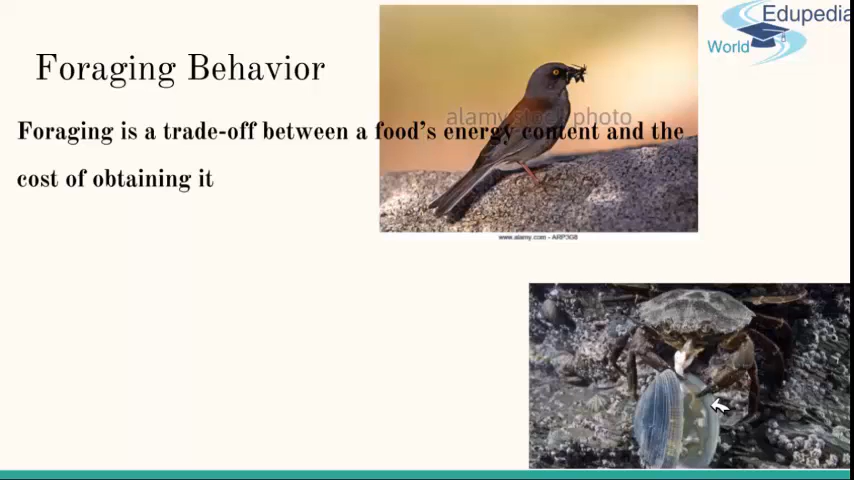 Edupedia
World
Foraging Behavior
alamy stock photo
Foraging is a trade-off between a food’s energy content and the
cost of obtaining it
www.alamy.com - ARP3G8